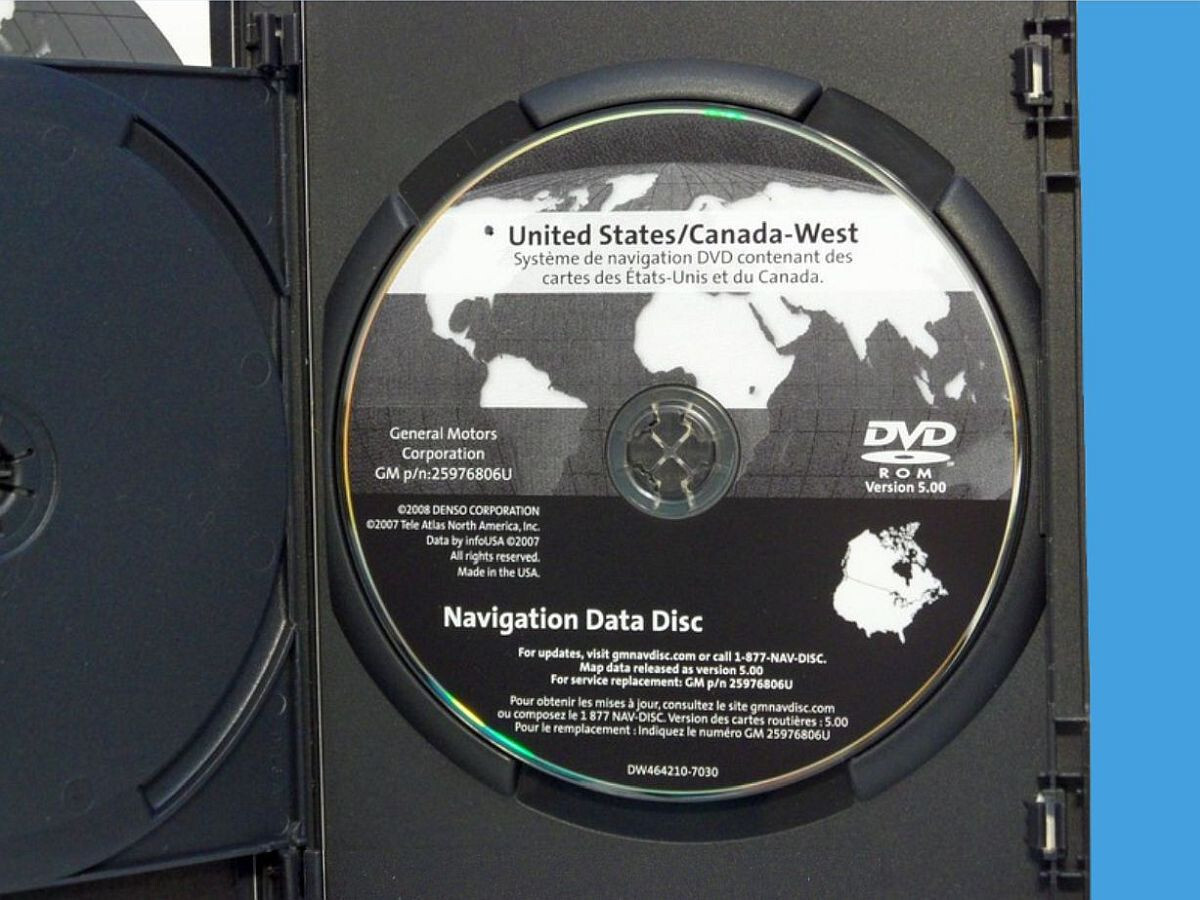 United States/Canada-West
Système de navigation DVD contenant des
cartes des États-Unis et du Canada.
General Motors
Corporation
GM p/n:25976806U
DVD
ROM
Version 5.00
©2008 DENSO CORPORATION
©2007 Tele Atlas North America, Inc.
Data by infoUSA ©2007
All rights reserved.
Made in the USA.
Navigation Data Disc
For updates, visit gmnavdisc.com or call 1-877-NAV-DISC.
Map data released as version 5.00
For service replacement: GM p/n 25976806U
Pour obtenir les mises à jour, consultez le site gmnavdisc.com
ou composez le 1 877 NAV-DISC. Version des cartes routières : 5.00
Pour le remplacement : Indiquez le numéro GM 25976806U
DW464210-7030